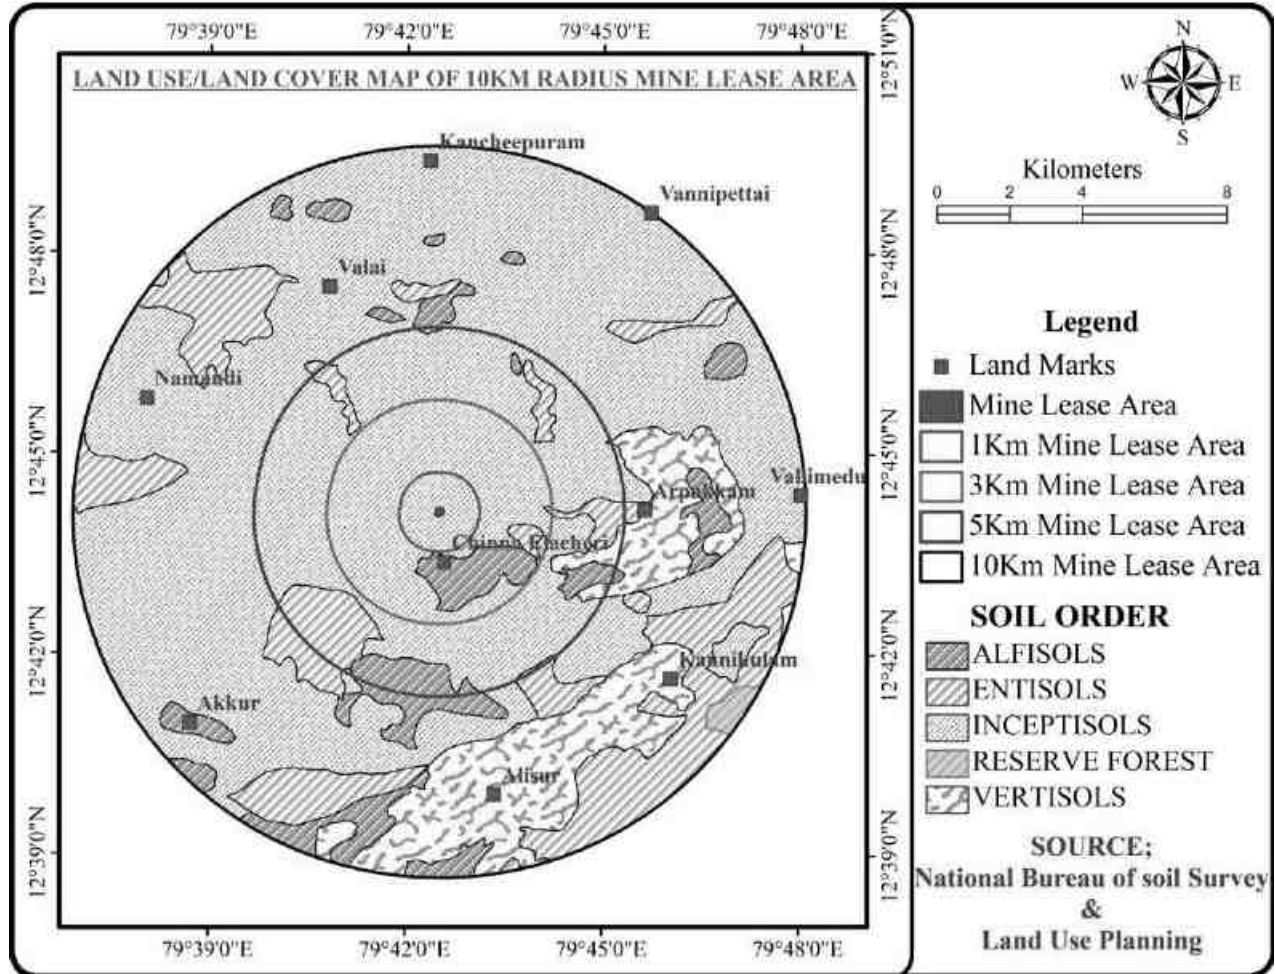 79°39'0"E 79°42'0"E 79°45'0"E 79°48'0"E
LAND USE/LAND COVER MAP OF 10KM RADIUS MINE LEASE AREA
12°51'0"N
12°48'0"N
12°45'0"N
12°42'0"N
12°39'0"N
12°48'0"N
12°45'0"N
12°42'0"N
12°39'0"N
Kancheepuram
Vannipettai
Valai
Namandi
Arpakkam
Vallimedu
Chinna Elacheri
Kannikulam
Akkur
Alisur
79°39'0"E 79°42'0"E 79°45'0"E 79°48'0"E
N
W E
S
Kilometers
0 2 4 8
Legend
Land Marks
Mine Lease Area
1Km Mine Lease Area
3Km Mine Lease Area
5Km Mine Lease Area
10Km Mine Lease Area
SOIL ORDER
ALFISOLS
ENTISOLS
INCEPTISOLS
RESERVE FOREST
VERTISOLS
SOURCE;
National Bureau of soil Survey
&
Land Use Planning